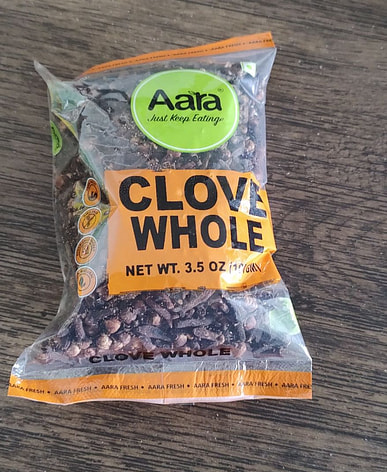 Aara
Just Keep Eating
CLOVE
WHOLE
NET WT. 3.5 OZ
CLOVE WHOLE
AARA FRESH • AARA FRESH • AARA FRESH • AARA FRESH • AARA FRESH • AARA FRESH